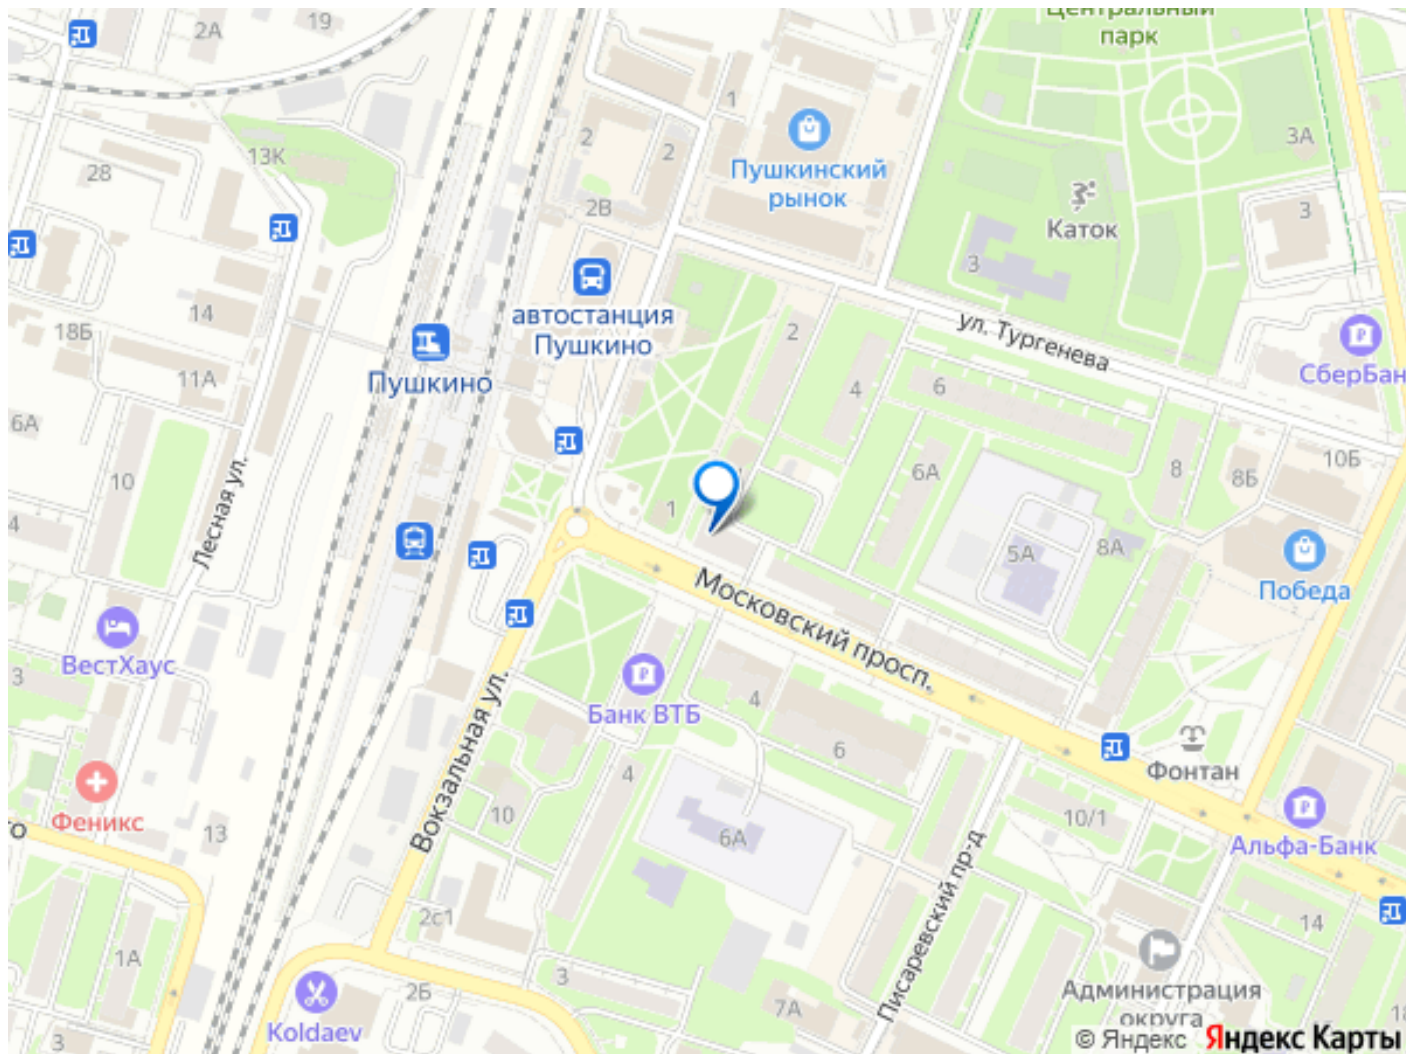 19
2А
Центральный
парк
1
2
2
Пушкинский
рынок
3А
13К
28
2В
Каток
3
3
14
18Б
автостанция
Пушкино
ул. Тургенева
2
Пушкино
11А
4
6
СберБан
6А
10
Лесная ул.
1
6А
8
8Б
10Б
4
5А
8А
Победа
Московский просп.
ВестХаус
3
Банк ВТБ
4
6
Вокзальная ул.
Фонтан
4
Феникс
го
13
10
6А
10/1
Альфа-Банк
Писаревский пр-д
2с1
14
1А
3
2Б
7А
Администрация
округа
Koldaev
3
© Яндекс Яндекс Карты